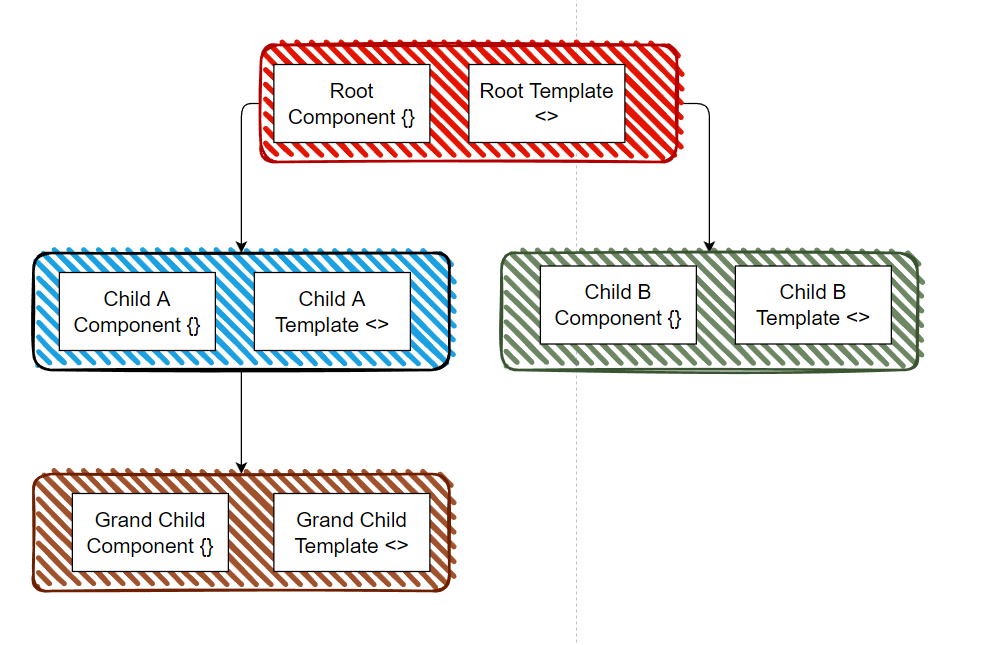 Root
Component {}
Root Template
<>
Child A
Component {}
Child A
Template <>
Child B
Component {}
Child B
Template <>
Grand Child
Component {}
Grand Child
Template <>